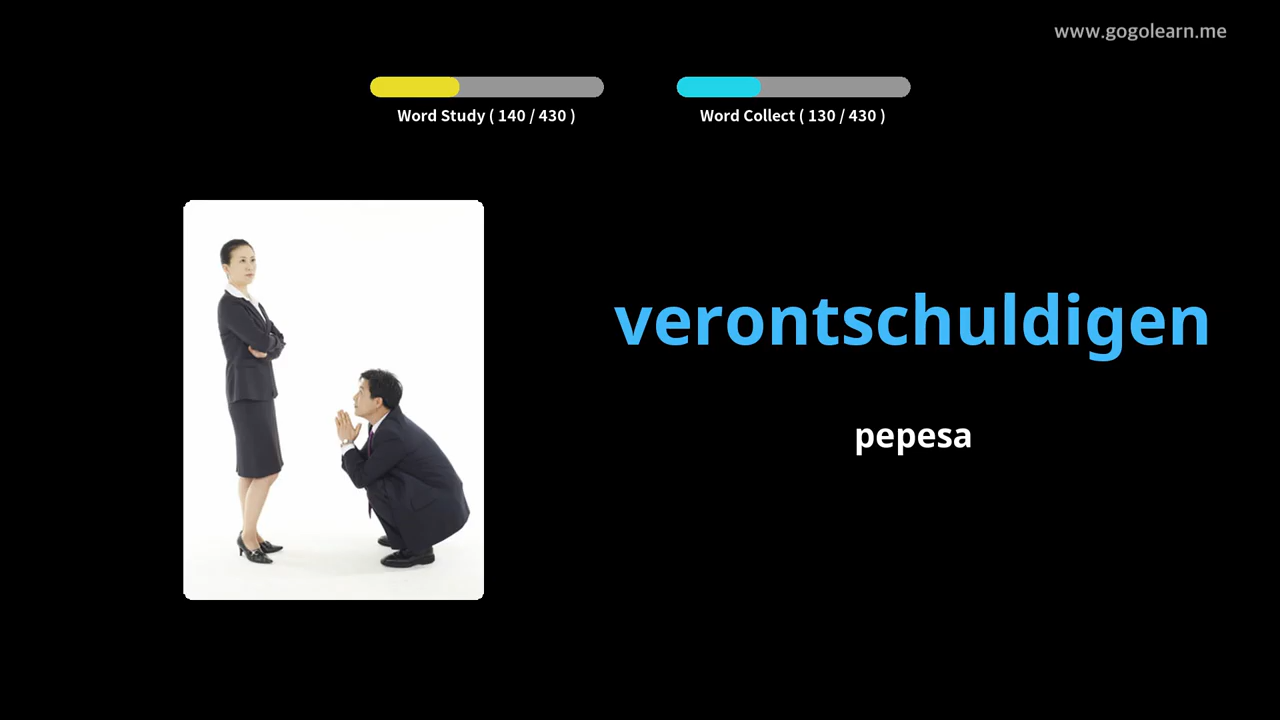 www.gogolearn.me
Word Study ( 140 / 430 )
Word Collect ( 130 / 430 )
verontschuldigen
pepesa